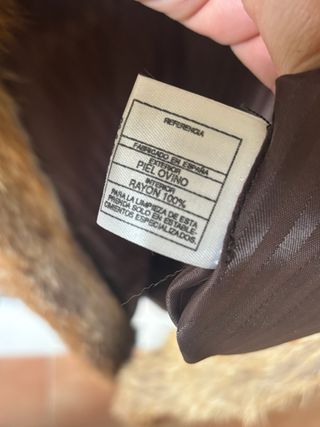 REFERENCIA
FABRICADO EN ESPAÑA
EXTERIOR
PIEL OVINO
INTERIOR
RAYON 100%
PARA LA LIMPIEZA DE ESTA
PRENDA SOLO EN ESTABLE-
CIMIENTOS ESPECIALIZADOS.